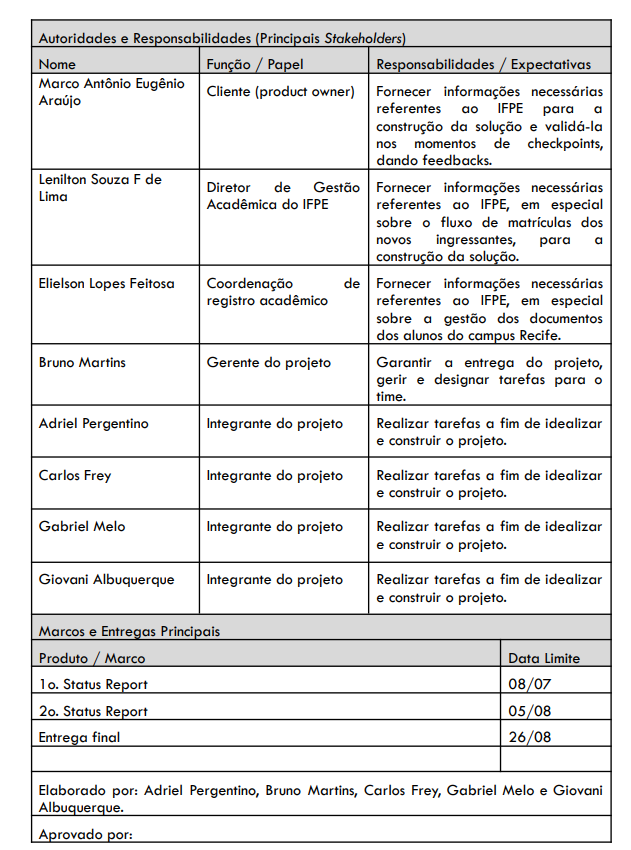 Autoridades e Responsabilidades (Principais Stakeholders)
Nome
Função / Papel
Responsabilidades / Expectativas
Marco Antônio Eugênio
Araújo
Cliente (product owner)
Fornecer informações necessárias
referentes ao IFPE para a
construção da solução e validá-la
nos momentos de checkpoints,
dando feedbacks.
Lenilton Souza F de
Lima
Diretor de Gestão
Acadêmica do IFPE
Fornecer informações necessárias
referentes ao IFPE, em especial
sobre o fluxo de matrículas dos
novos ingressantes, para a
construção da solução.
Elielson Lopes Feitosa
Coordenação de
registro acadêmico
Fornecer informações necessárias
referentes ao IFPE, em especial
sobre a gestão dos documentos
dos alunos do campus Recife.
Bruno Martins
Gerente do projeto
Garantir a entrega do projeto,
gerir e designar tarefas para o
time.
Adriel Pergentino
Integrante do projeto
Realizar tarefas a fim de idealizar
e construir o projeto.
Carlos Frey
Integrante do projeto
Realizar tarefas a fim de idealizar
e construir o projeto.
Gabriel Melo
Integrante do projeto
Realizar tarefas a fim de idealizar
e construir o projeto.
Giovani Albuquerque
Integrante do projeto
Realizar tarefas a fim de idealizar
e construir o projeto.
Marcos e Entregas Principais
Produto / Marco
Data Limite
1o. Status Report
08/07
2o. Status Report
05/08
Entrega final
26/08
Elaborado por: Adriel Pergentino, Bruno Martins, Carlos Frey, Gabriel Melo e Giovani
Albuquerque.
Aprovado por: